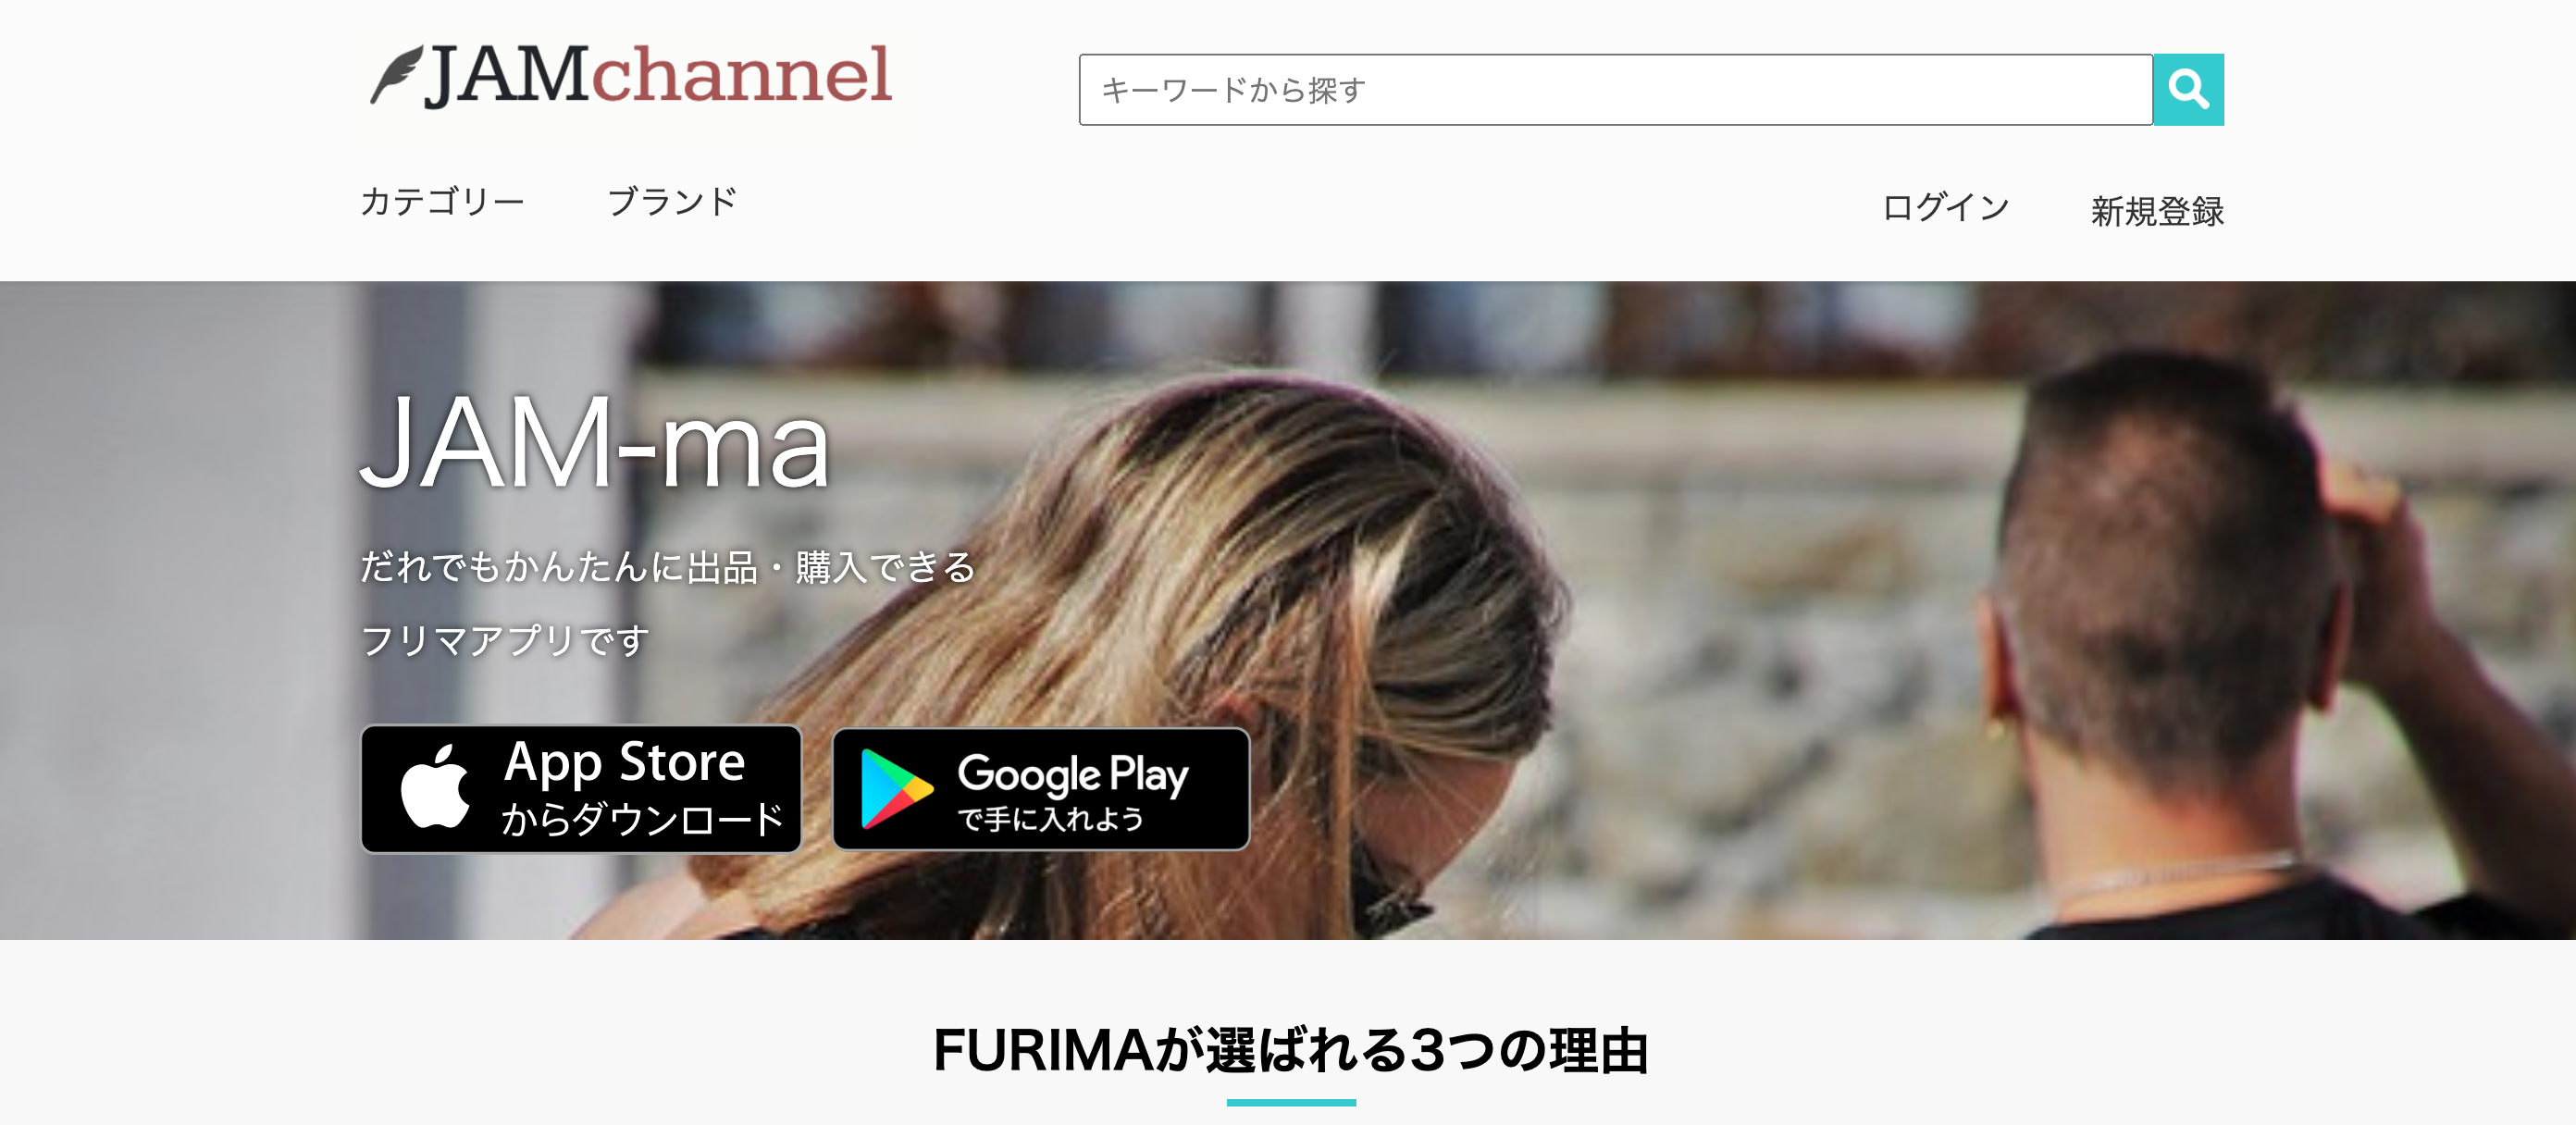 JAMchannel
キーワードから探す
カテゴリー ブランド ログイン 新規登録
JAM-ma
だれでもかんたんに出品・購入できる
フリマアプリです
App Store
からダウンロード
Google Play
で手に入れよう
FURIMAが選ばれる3つの理由